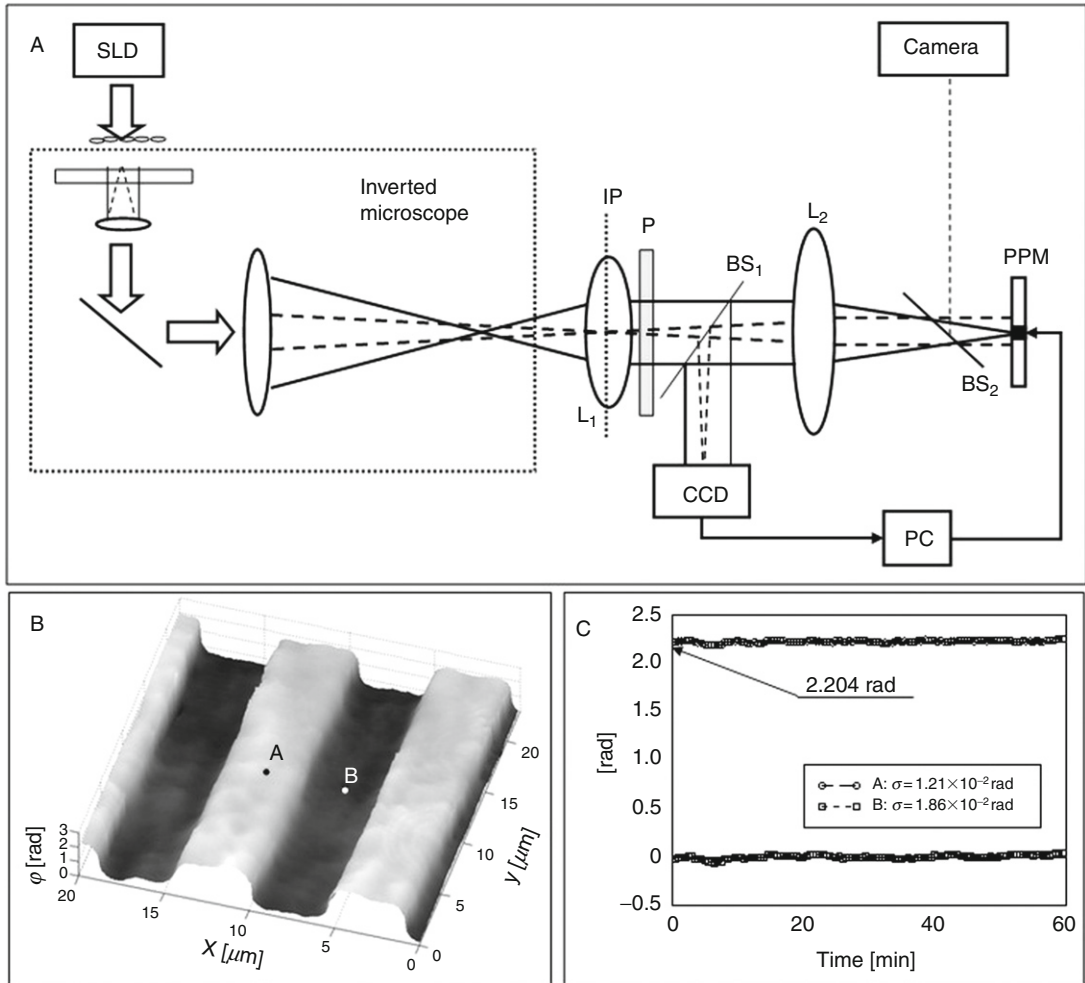 A
SLD
Camera
Inverted
microscope
IP
P
L₁
BS₁
L₂
PPM
BS₂
CCD
PC
B
A
B
φ [rad]
3
2
1
0
20
15
10
5
0
X [μm]
0
5
10
15
20
y [μm]
C
2.5
2.0
1.5
1.0
0.5
0
−0.5
[rad]
2.204 rad
A: σ=1.21×10⁻² rad
B: σ=1.86×10⁻² rad
0
20
40
60
Time [min]